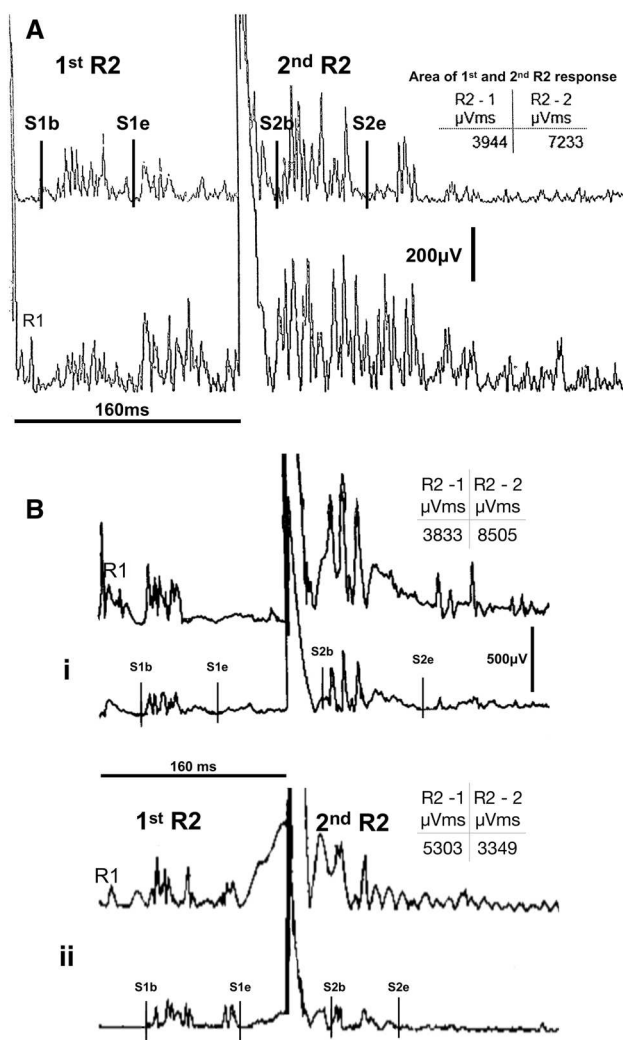 A
1st R2
2nd R2
Area of 1st and 2nd R2 response
R2 - 1 R2 - 2
µVms µVms
3944 7233
S1b S1e S2b S2e
200µV
R1
160ms
B
R2 -1 R2 - 2
µVms µVms
3833 8505
R1
i
S1b S1e S2b S2e
500µV
160 ms
1st R2
2nd R2
R2 -1 R2 - 2
µVms µVms
5303 3349
R1
ii
S1b S1e S2b S2e